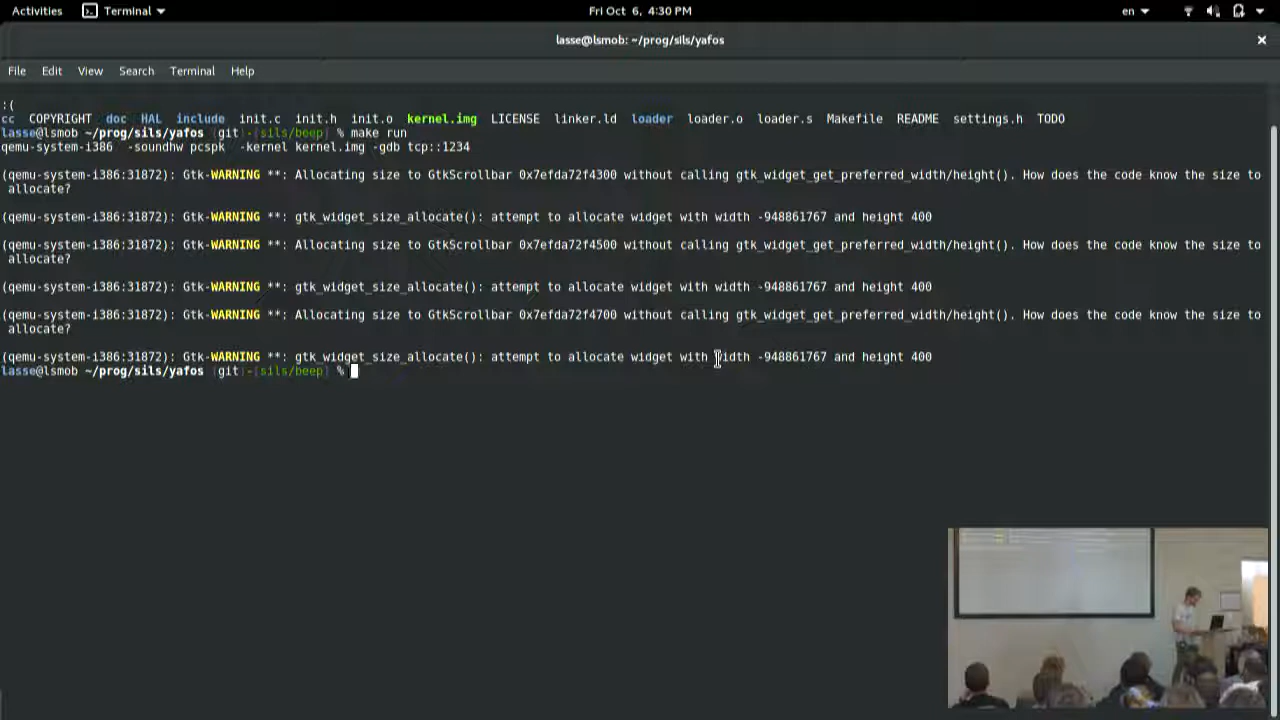 Activities Terminal Fri Oct 6, 4:30 PM en
lasse@lsmob: ~/prog/sils/yafos
File Edit View Search Terminal Help
:(
cc COPYRIGHT doc HAL include init.c init.h init.o kernel.img LICENSE linker.ld loader loader.o loader.s Makefile README settings.h TODO
lasse@lsmob ~/prog/sils/yafos (git)-[sils/beep] % make run
qemu-system-i386 -soundhw pcspk -kernel kernel.img -gdb tcp::1234
(qemu-system-i386:31872): Gtk-WARNING **: Allocating size to GtkScrollbar 0x7efda72f4300 without calling gtk_widget_get_preferred_width/height(). How does the code know the size to
allocate?
(qemu-system-i386:31872): Gtk-WARNING **: gtk_widget_size_allocate(): attempt to allocate widget with width -948861767 and height 400
(qemu-system-i386:31872): Gtk-WARNING **: Allocating size to GtkScrollbar 0x7efda72f4500 without calling gtk_widget_get_preferred_width/height(). How does the code know the size to
allocate?
(qemu-system-i386:31872): Gtk-WARNING **: gtk_widget_size_allocate(): attempt to allocate widget with width -948861767 and height 400
(qemu-system-i386:31872): Gtk-WARNING **: Allocating size to GtkScrollbar 0x7efda72f4700 without calling gtk_widget_get_preferred_width/height(). How does the code know the size to
allocate?
(qemu-system-i386:31872): Gtk-WARNING **: gtk_widget_size_allocate(): attempt to allocate widget with width -948861767 and height 400
lasse@lsmob ~/prog/sils/yafos (git)-[sils/beep] %